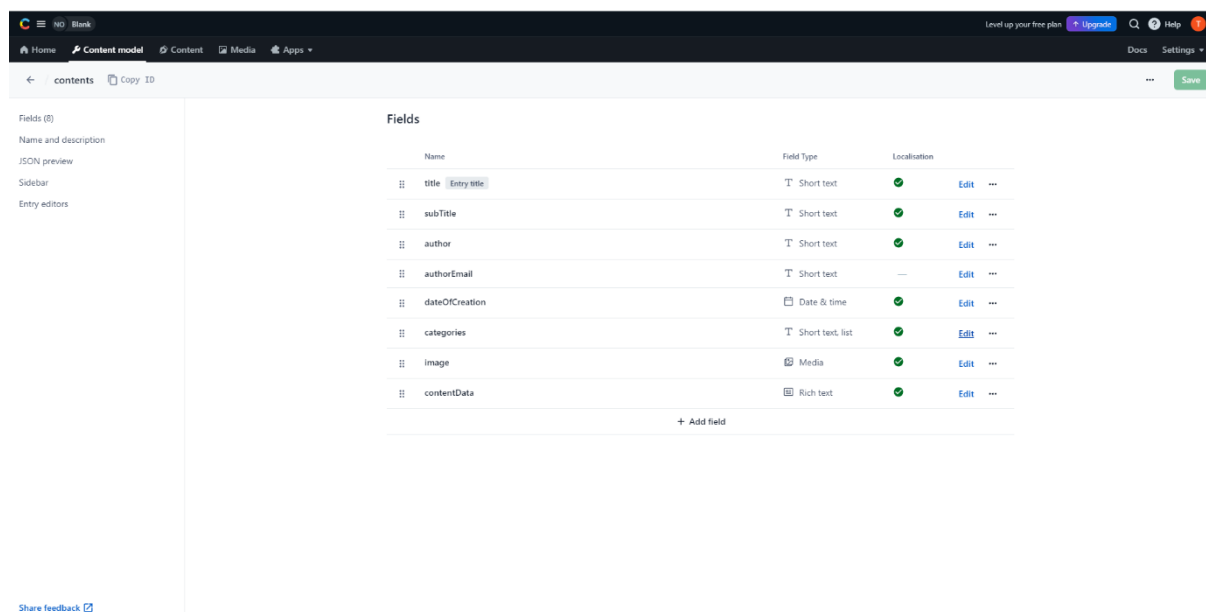 NO Blank
Level up your free plan Upgrade Help T
Home Content model Content Media Apps
Docs Settings
contents Copy ID
Save
Fields (8)
Name and description
JSON preview
Sidebar
Entry editors
Fields
Name Field Type Localisation
title Entry title Short text Edit
subTitle Short text Edit
author Short text Edit
authorEmail Short text — Edit
dateOfCreation Date & time Edit
categories Short text, list Edit
image Media Edit
contentData Rich text Edit
+ Add field
Share feedback